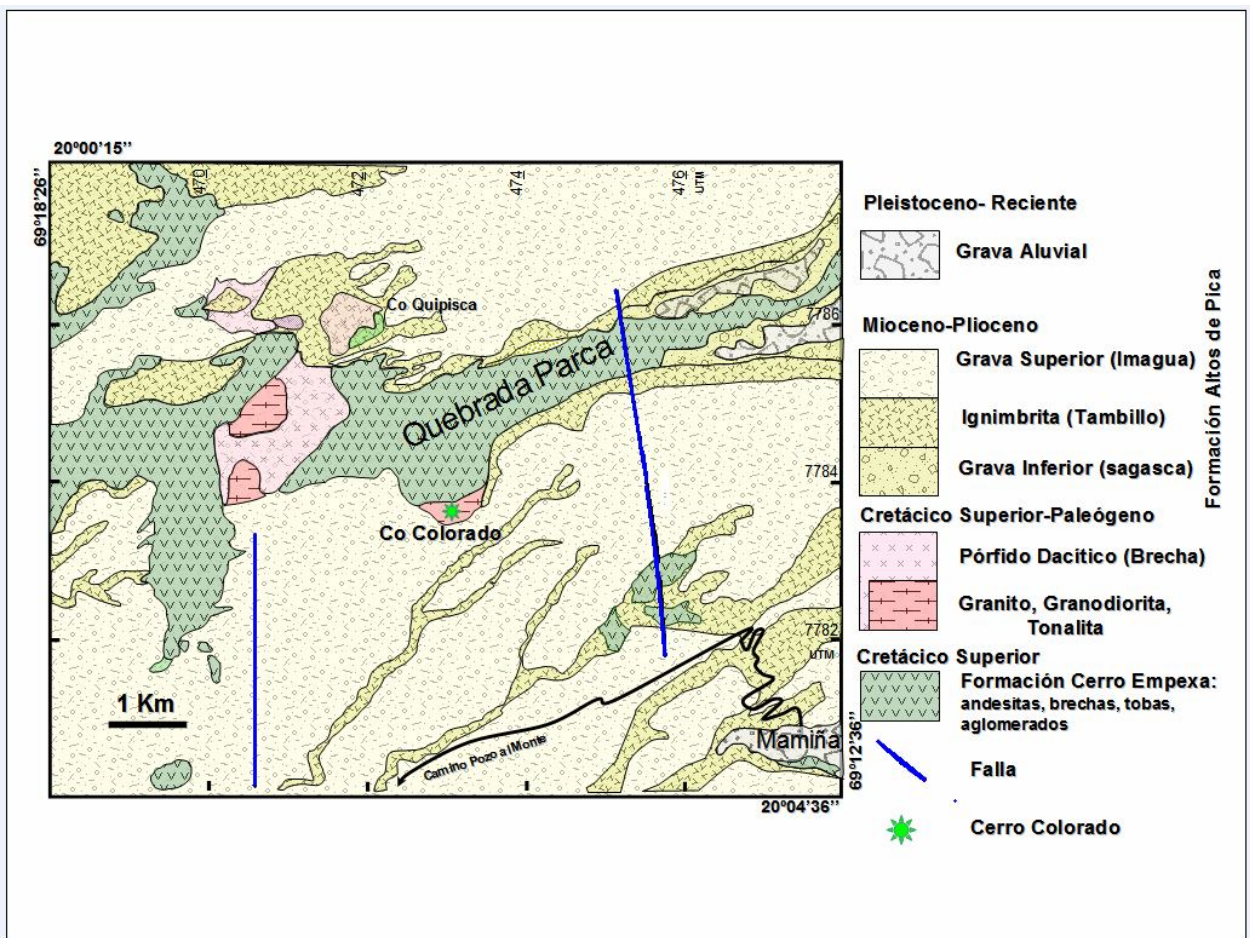 20º00'15''
69º18'26''
470
472
474
476
UTM
Co Quipisca
7786
Quebrada Parca
7784
Co Colorado
7782
UTM
1 Km
Camino Pozo al Monte
Mamiña
69º12'36''
20º04'36''
Pleistoceno- Reciente
Grava Aluvial
Mioceno-Plioceno
Grava Superior (Imagua)
Ignimbrita (Tambillo)
Grava Inferior (sagasca)
Formación Altos de Pica
Cretácico Superior-Paleógeno
Pórfido Dacítico (Brecha)
Granito, Granodiorita,
Tonalita
Cretácico Superior
Formación Cerro Empexa:
andesitas, brechas, tobas,
aglomerados
Falla
Cerro Colorado